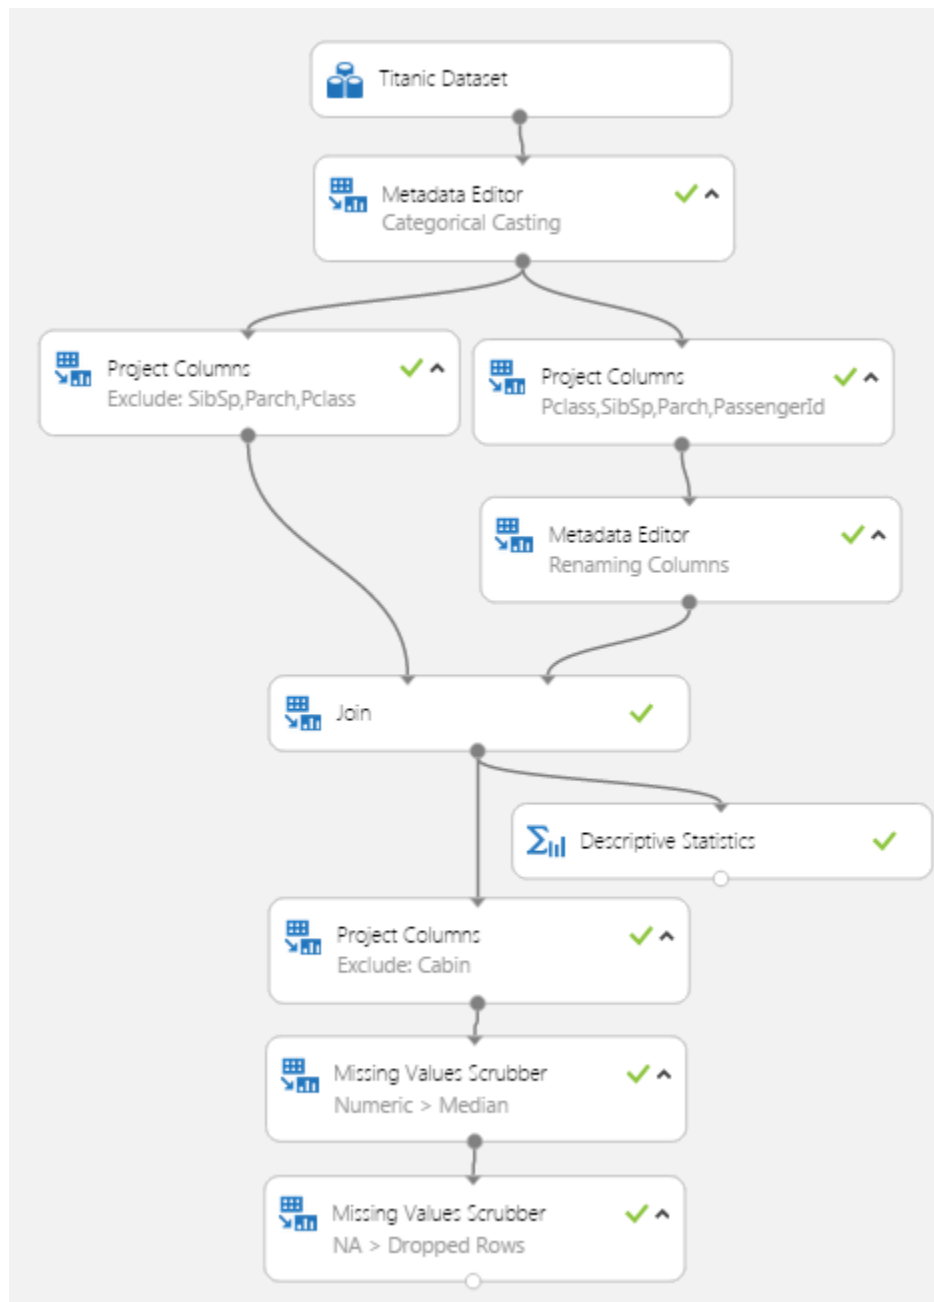 Titanic Dataset
Metadata Editor
Categorical Casting
Project Columns
Exclude: SibSp,Parch,Pclass
Project Columns
Pclass,SibSp,Parch,PassengerId
Metadata Editor
Renaming Columns
Join
Descriptive Statistics
Project Columns
Exclude: Cabin
Missing Values Scrubber
Numeric > Median
Missing Values Scrubber
NA > Dropped Rows